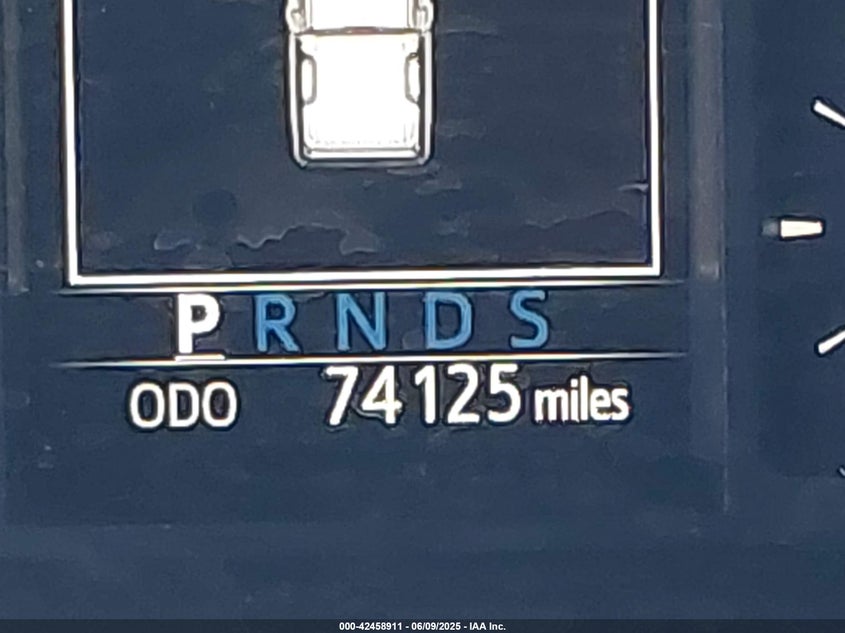 P R N D S
ODO 74125 miles
000-42458911 - 06/09/2025 - IAA Inc.